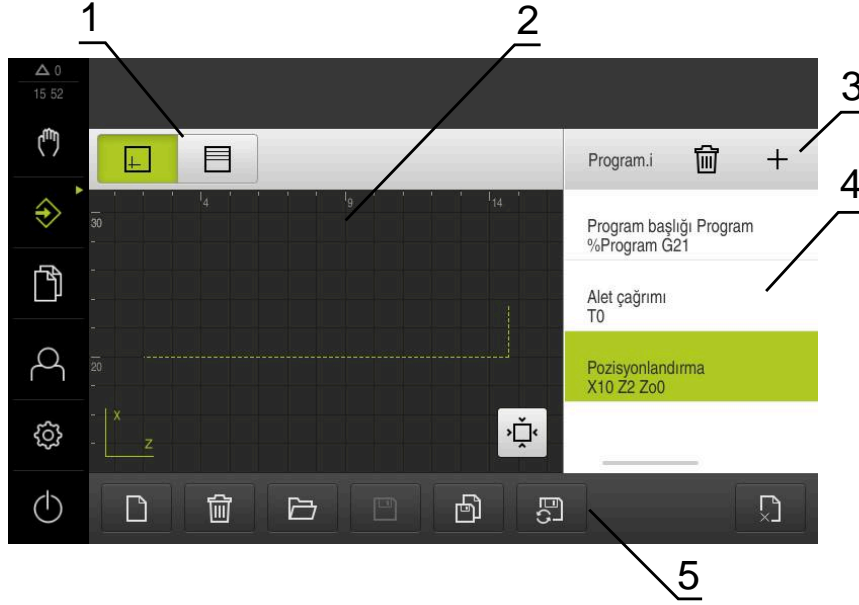 1
2
3
4
5
0
15 52
4
9
14
30
20
X
Z
Program.i
Program başlığı Program
%Program G21
Alet çağrımı
T0
Pozisyonlandırma
X10 Z2 Zo0